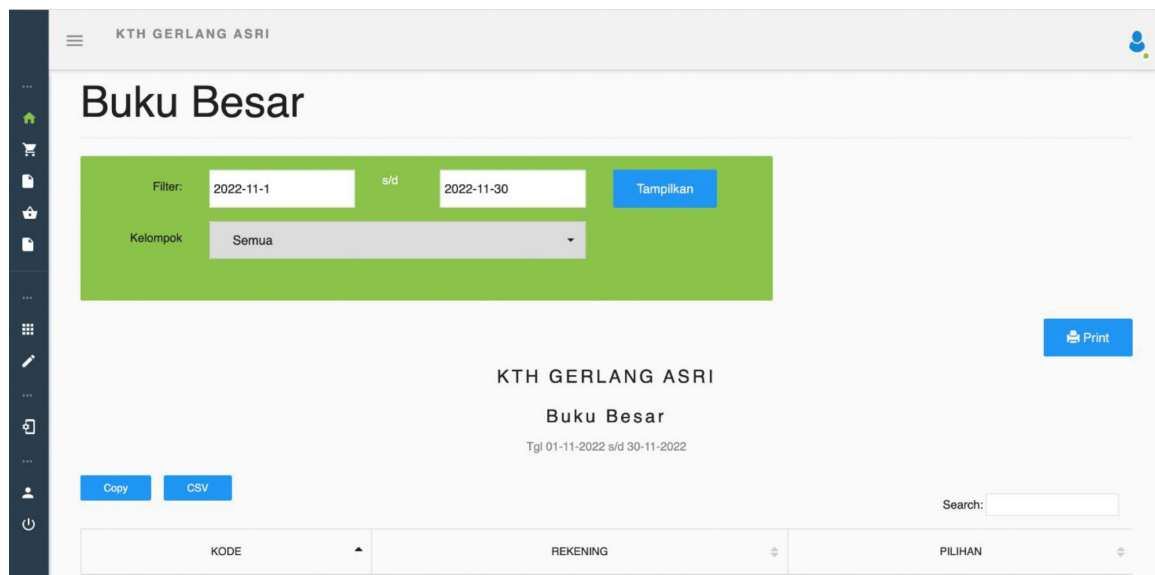 KTH GERLANG ASRI
Buku Besar
Filter: 2022-11-1 s/d 2022-11-30 Tampilkan
Kelompok Semua
Print
KTH GERLANG ASRI
Buku Besar
Tgl 01-11-2022 s/d 30-11-2022
Copy CSV
Search:
KODE REKENING PILIHAN